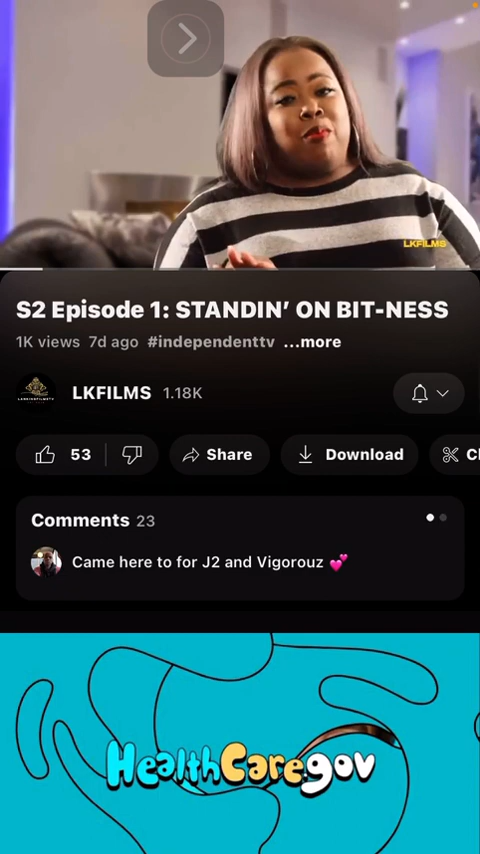 LKFILMS
S2 Episode 1: STANDIN’ ON BIT-NESS
1K views 7d ago #independenttv ...more
LKFILMS 1.18K
53 Share Download
Comments 23
Came here to for J2 and Vigorouz 💕
HealthCaregov